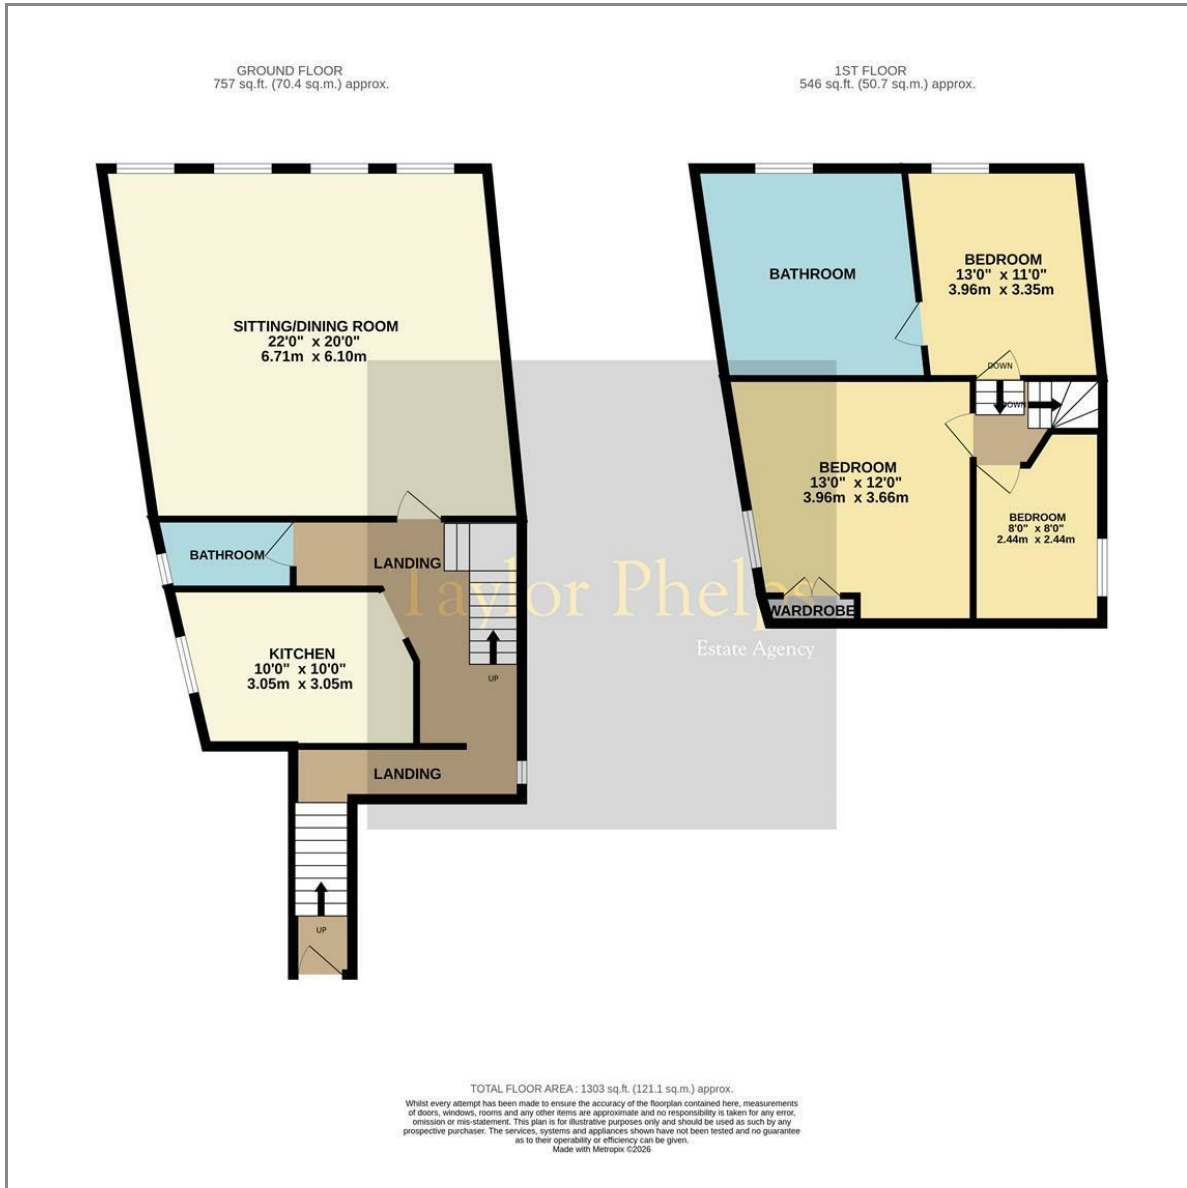 GROUND FLOOR
757 sq.ft. (70.4 sq.m.) approx.
1ST FLOOR
546 sq.ft. (50.7 sq.m.) approx.
SITTING/DINING ROOM
22'0" x 20'0"
6.71m x 6.10m
BATHROOM
LANDING
KITCHEN
10'0" x 10'0"
3.05m x 3.05m
UP
LANDING
UP
BATHROOM
BEDROOM
13'0" x 11'0"
3.96m x 3.35m
DOWN
DOWN
BEDROOM
13'0" x 12'0"
3.96m x 3.66m
BEDROOM
8'0" x 8'0"
2.44m x 2.44m
WARDROBE
Taylor Phelps
Estate Agency
TOTAL FLOOR AREA : 1303 sq.ft. (121.1 sq.m.) approx.
Whilst every attempt has been made to ensure the accuracy of the floorplan contained here, measurements
of doors, windows, rooms and any other items are approximate and no responsibility is taken for any error,
omission or mis-statement. This plan is for illustrative purposes only and should be used as such by any
prospective purchaser. The services, systems and appliances shown have not been tested and no guarantee
as to their operability or efficiency can be given.
Made with Metropix ©2026